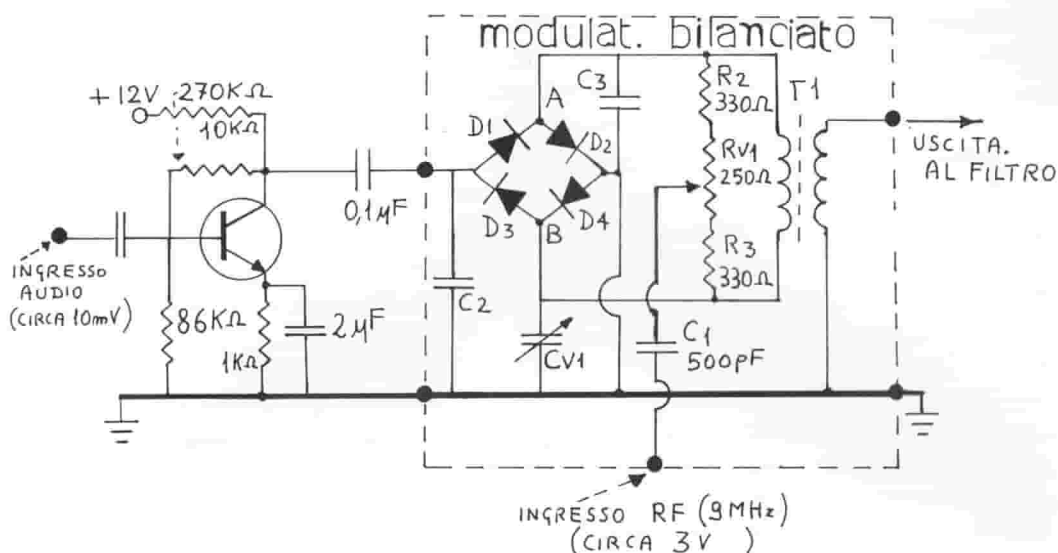 modulat. bilanciato
+12V
270KΩ
10KΩ
INGRESSO
AUDIO
(CIRCA 10mV)
86KΩ
1KΩ
2µF
0,1µF
C2
D1
A
D2
D3
B
D4
C3
CV1
R2
330Ω
RV1
250Ω
R3
330Ω
C1
500pF
T1
USCITA.
AL FILTRO
INGRESSO RF (9MHz)
(CIRCA 3V)